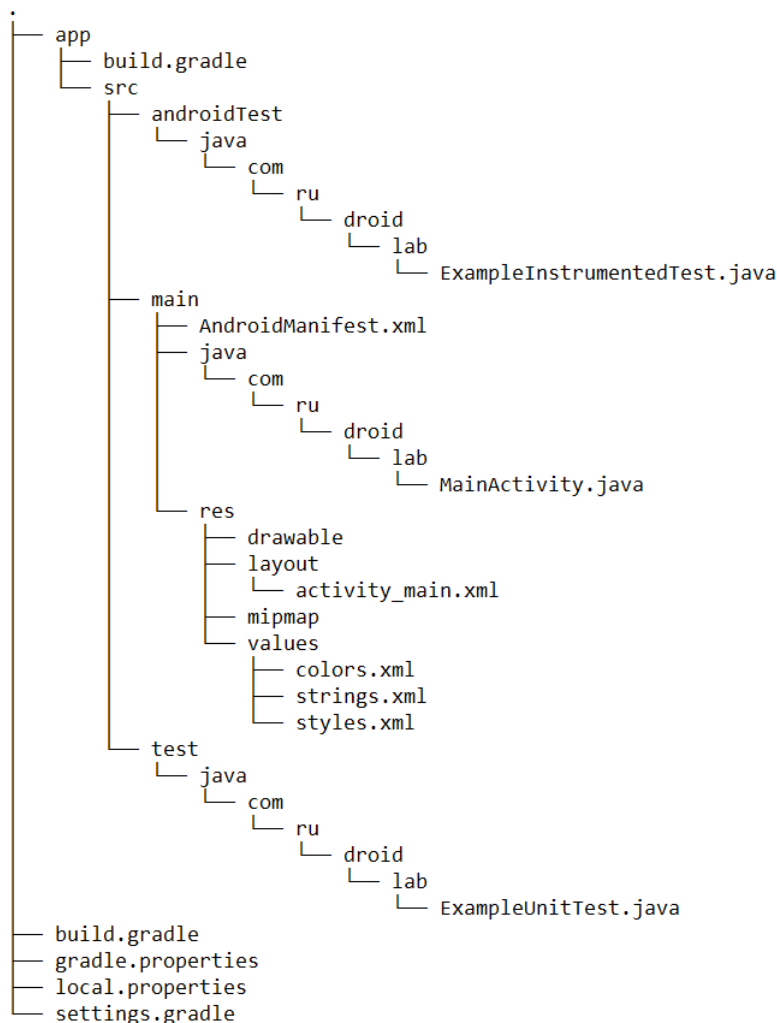 .
├── app
│   ├── build.gradle
│   └── src
│       ├── androidTest
│       │   └── java
│       │       └── com
│       │           └── ru
│       │               └── droid
│       │                   └── lab
│       │                       └── ExampleInstrumentedTest.java
│       ├── main
│       │   ├── AndroidManifest.xml
│       │   ├── java
│       │   │   └── com
│       │   │       └── ru
│       │   │           └── droid
│       │   │               └── lab
│       │   │                   └── MainActivity.java
│       │   └── res
│       │       ├── drawable
│       │       ├── layout
│       │       │   └── activity_main.xml
│       │       ├── mipmap
│       │       └── values
│       │           ├── colors.xml
│       │           ├── strings.xml
│       │           └── styles.xml
│       └── test
│           └── java
│               └── com
│                   └── ru
│                       └── droid
│                           └── lab
│                               └── ExampleUnitTest.java
├── build.gradle
├── gradle.properties
├── local.properties
└── settings.gradle